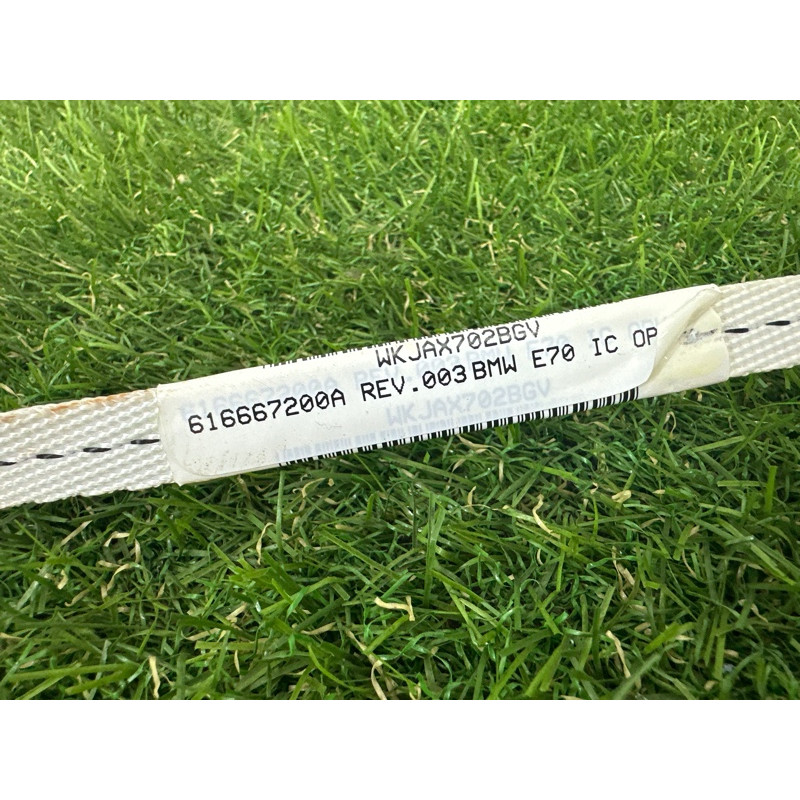 WKJAX702BGV
616667200A REV.003 BMW E70 IC OP
WKJAX702BGV